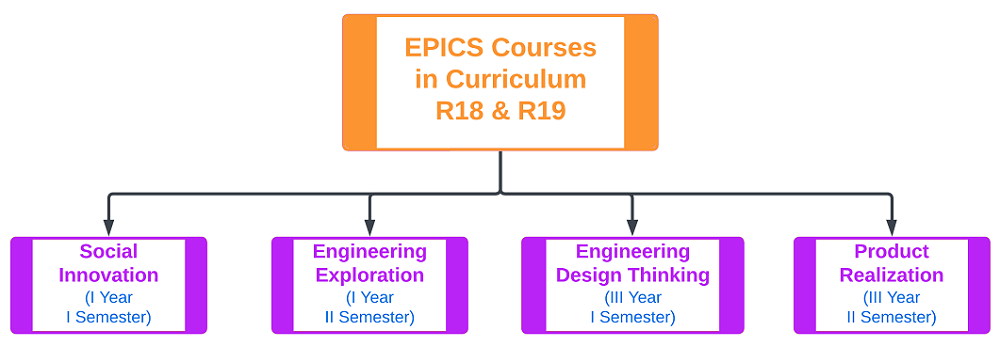 EPICS Courses
in Curriculum
R18 & R19
Social
Innovation
(I Year
I Semester)
Engineering
Exploration
(I Year
II Semester)
Engineering
Design Thinking
(III Year
I Semester)
Product
Realization
(III Year
II Semester)